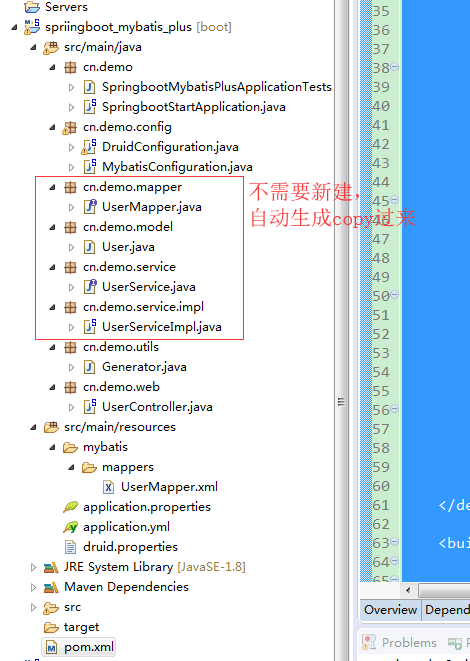 Servers
spriingboot_mybatis_plus [boot]
src/main/java
cn.demo
SpringbootMybatisPlusApplicationTests
SpringbootStartApplication.java
cn.demo.config
DruidConfiguration.java
MybatisConfiguration.java
cn.demo.mapper
UserMapper.java
cn.demo.model
User.java
cn.demo.service
UserService.java
cn.demo.service.impl
UserServiceImpl.java
cn.demo.utils
Generator.java
cn.demo.web
UserController.java
src/main/resources
mybatis
mappers
UserMapper.xml
application.properties
application.yml
druid.properties
JRE System Library [JavaSE-1.8]
Maven Dependencies
src
target
pom.xml
不需要新建，
自动生成copy过来
35
36
37
38
39
40
41
42
43
44
45
46
47
48
49
50
51
52
53
54
55
56
57
58
59
60
61
</de
62
63
<bui
64
65
Overview
Depend
Problems